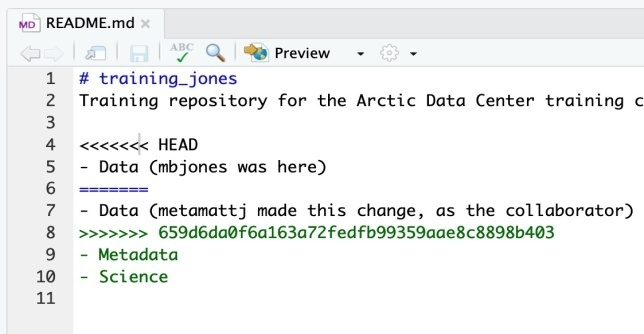 MD README.md ×
ABC Preview
1 # training_jones
2 Training repository for the Arctic Data Center training c
3
4 <<<<<<< HEAD
5 - Data (mbjones was here)
6 =======
7 - Data (metamattj made this change, as the collaborator)
8 >>>>>>> 659d6da0f6a163a72fedfb99359aae8c8898b403
9 - Metadata
10 - Science
11